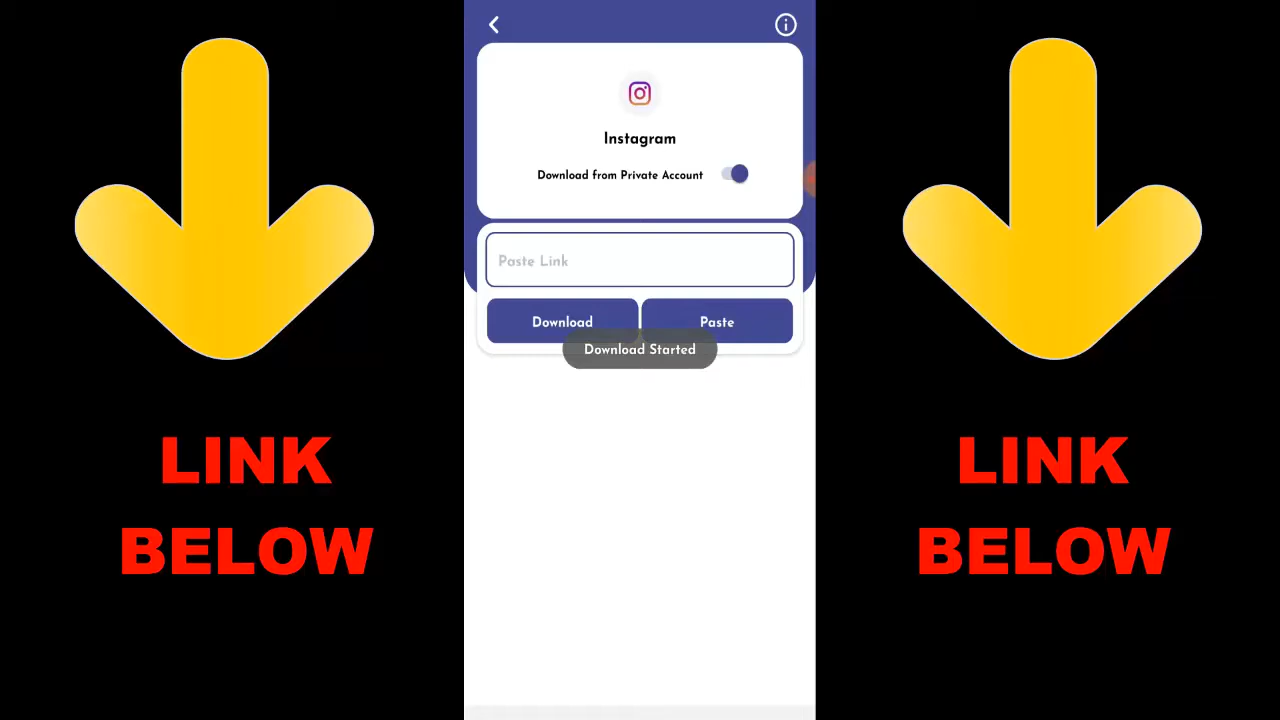 Instagram
Download from Private Account
Paste Link
Download Paste
Download Started
LINK
BELOW
LINK
BELOW